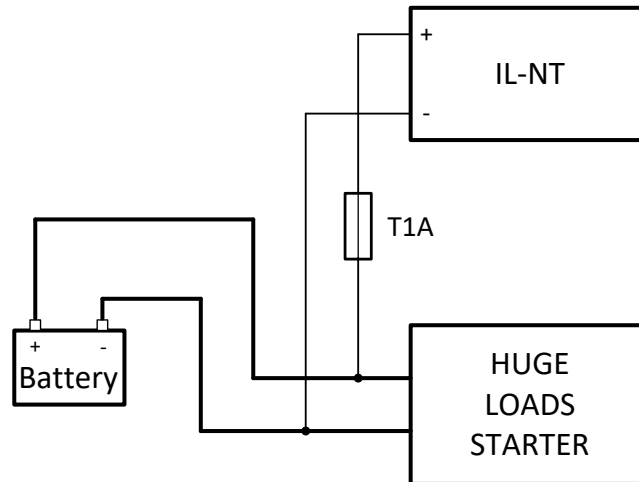 +
IL-NT
-
T1A
+ -
Battery
HUGE
LOADS
STARTER